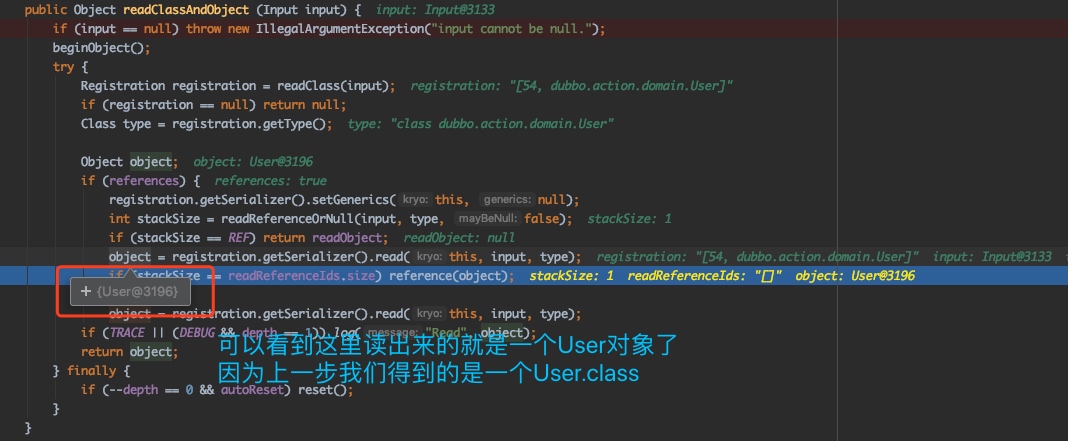 public Object readClassAndObject (Input input) { input: Input@3133
if (input == null) throw new IllegalArgumentException("input cannot be null.");
beginObject();
try {
Registration registration = readClass(input); registration: "[54, dubbo.action.domain.User]"
if (registration == null) return null;
Class type = registration.getType(); type: "class dubbo.action.domain.User"
Object object; object: User@3196
if (references) { references: true
registration.getSerializer().setGenerics( kryo: this, generics: null);
int stackSize = readReferenceOrNull(input, type, mayBeNull: false); stackSize: 1
if (stackSize == REF) return readObject; readObject: null
object = registration.getSerializer().read( kryo: this, input, type); registration: "[54, dubbo.action.domain.User]" input: Input@3133
if (stackSize == readReferenceIds.size) reference(object); stackSize: 1 readReferenceIds: "[]" object: User@3196
+ {User@3196}
object = registration.getSerializer().read( kryo: this, input, type);
if (TRACE || (DEBUG && depth == 1)) log( message: "Read", object);
可以看到这里读出来的就是一个User对象了
return object;
因为上一步我们得到的是一个User.class
} finally {
if (--depth == 0 && autoReset) reset();
}
}